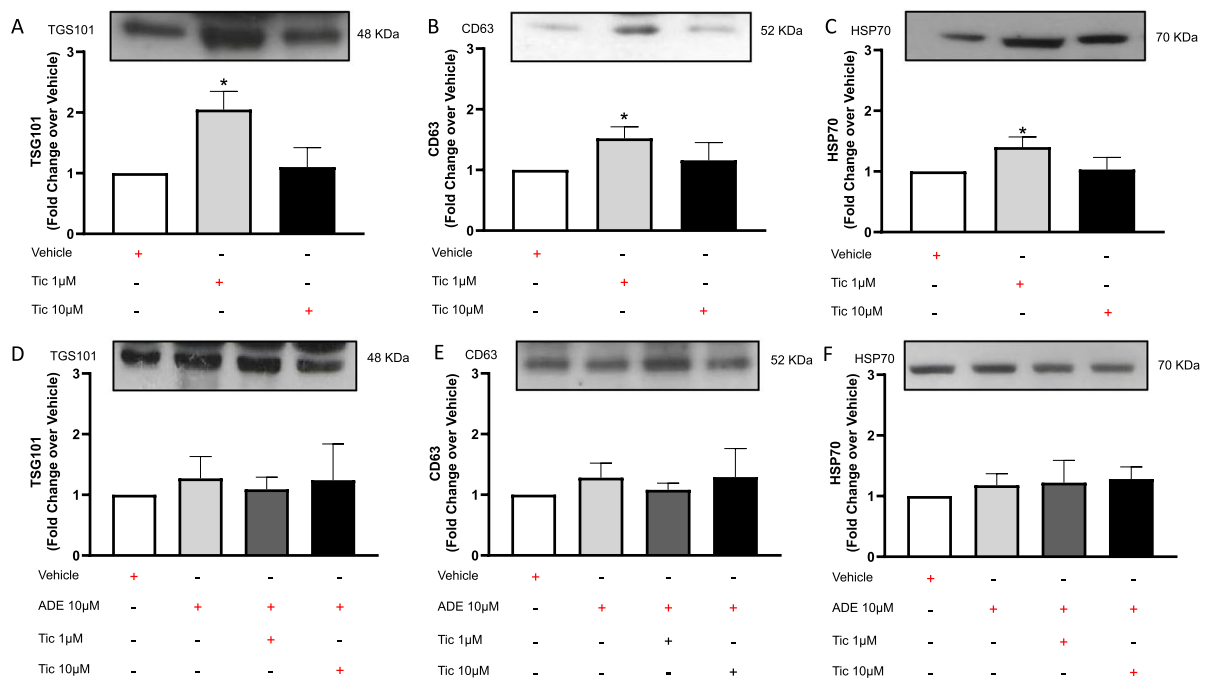 A TGS101 48 KDa
TSG101
(Fold Change over Vehicle)
3
2
1
0
*
Vehicle + - -
Tic 1µM - + -
Tic 10µM - - +
B CD63 52 KDa
CD63
(Fold Change over Vehicle)
3
2
1
0
*
Vehicle + - -
Tic 1µM - + -
Tic 10µM - - +
C HSP70 70 KDa
HSP70
(Fold Change over Vehicle)
3
2
1
0
*
Vehicle + - -
Tic 1µM - + -
Tic 10µM - - +
D TGS101 48 KDa
TSG101
(Fold Change over Vehicle)
3
2
1
0
Vehicle + - - -
ADE 10µM - + + +
Tic 1µM - - + -
Tic 10µM - - - +
E CD63 52 KDa
CD63
(Fold Change over Vehicle)
3
2
1
0
Vehicle + - - -
ADE 10µM - + + +
Tic 1µM - - + -
Tic 10µM - - - +
F HSP70 70 KDa
HSP70
(Fold Change over Vehicle)
3
2
1
0
Vehicle + - - -
ADE 10µM - + + +
Tic 1µM - - + -
Tic 10µM - - - +